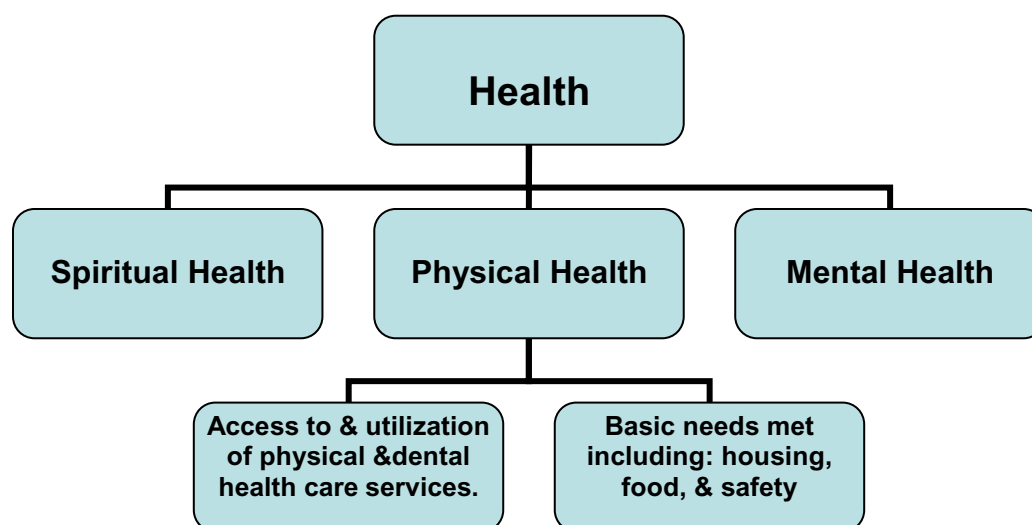 Health
Spiritual Health
Physical Health
Mental Health
Access to & utilization
of physical &dental
health care services.
Basic needs met
including: housing,
food, & safety